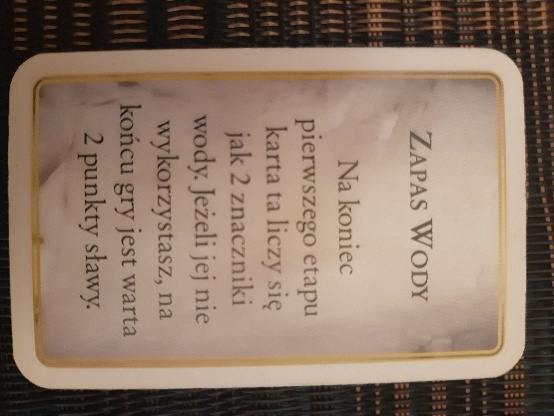 ZAPAS WODY
Na koniec
pierwszego etapu
karta ta liczy się
jak 2 znaczniki
wody. Jeżeli jej nie
wykorzystasz, na
końcu gry jest warta
2 punkty sławy.